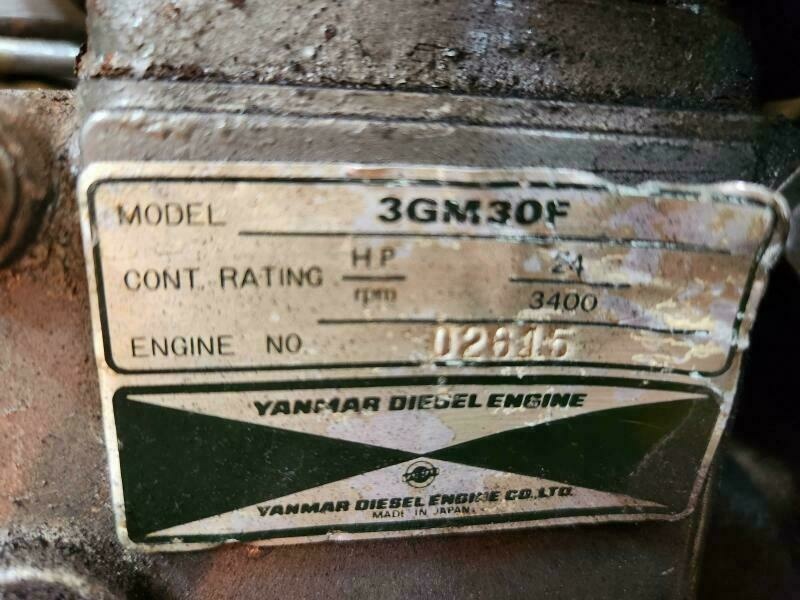 MODEL 3GM30F
CONT. RATING HP 24
rpm 3400
ENGINE NO 02615
YANMAR DIESEL ENGINE
YANMAR DIESEL ENGINE CO., LTD.
MADE IN JAPAN